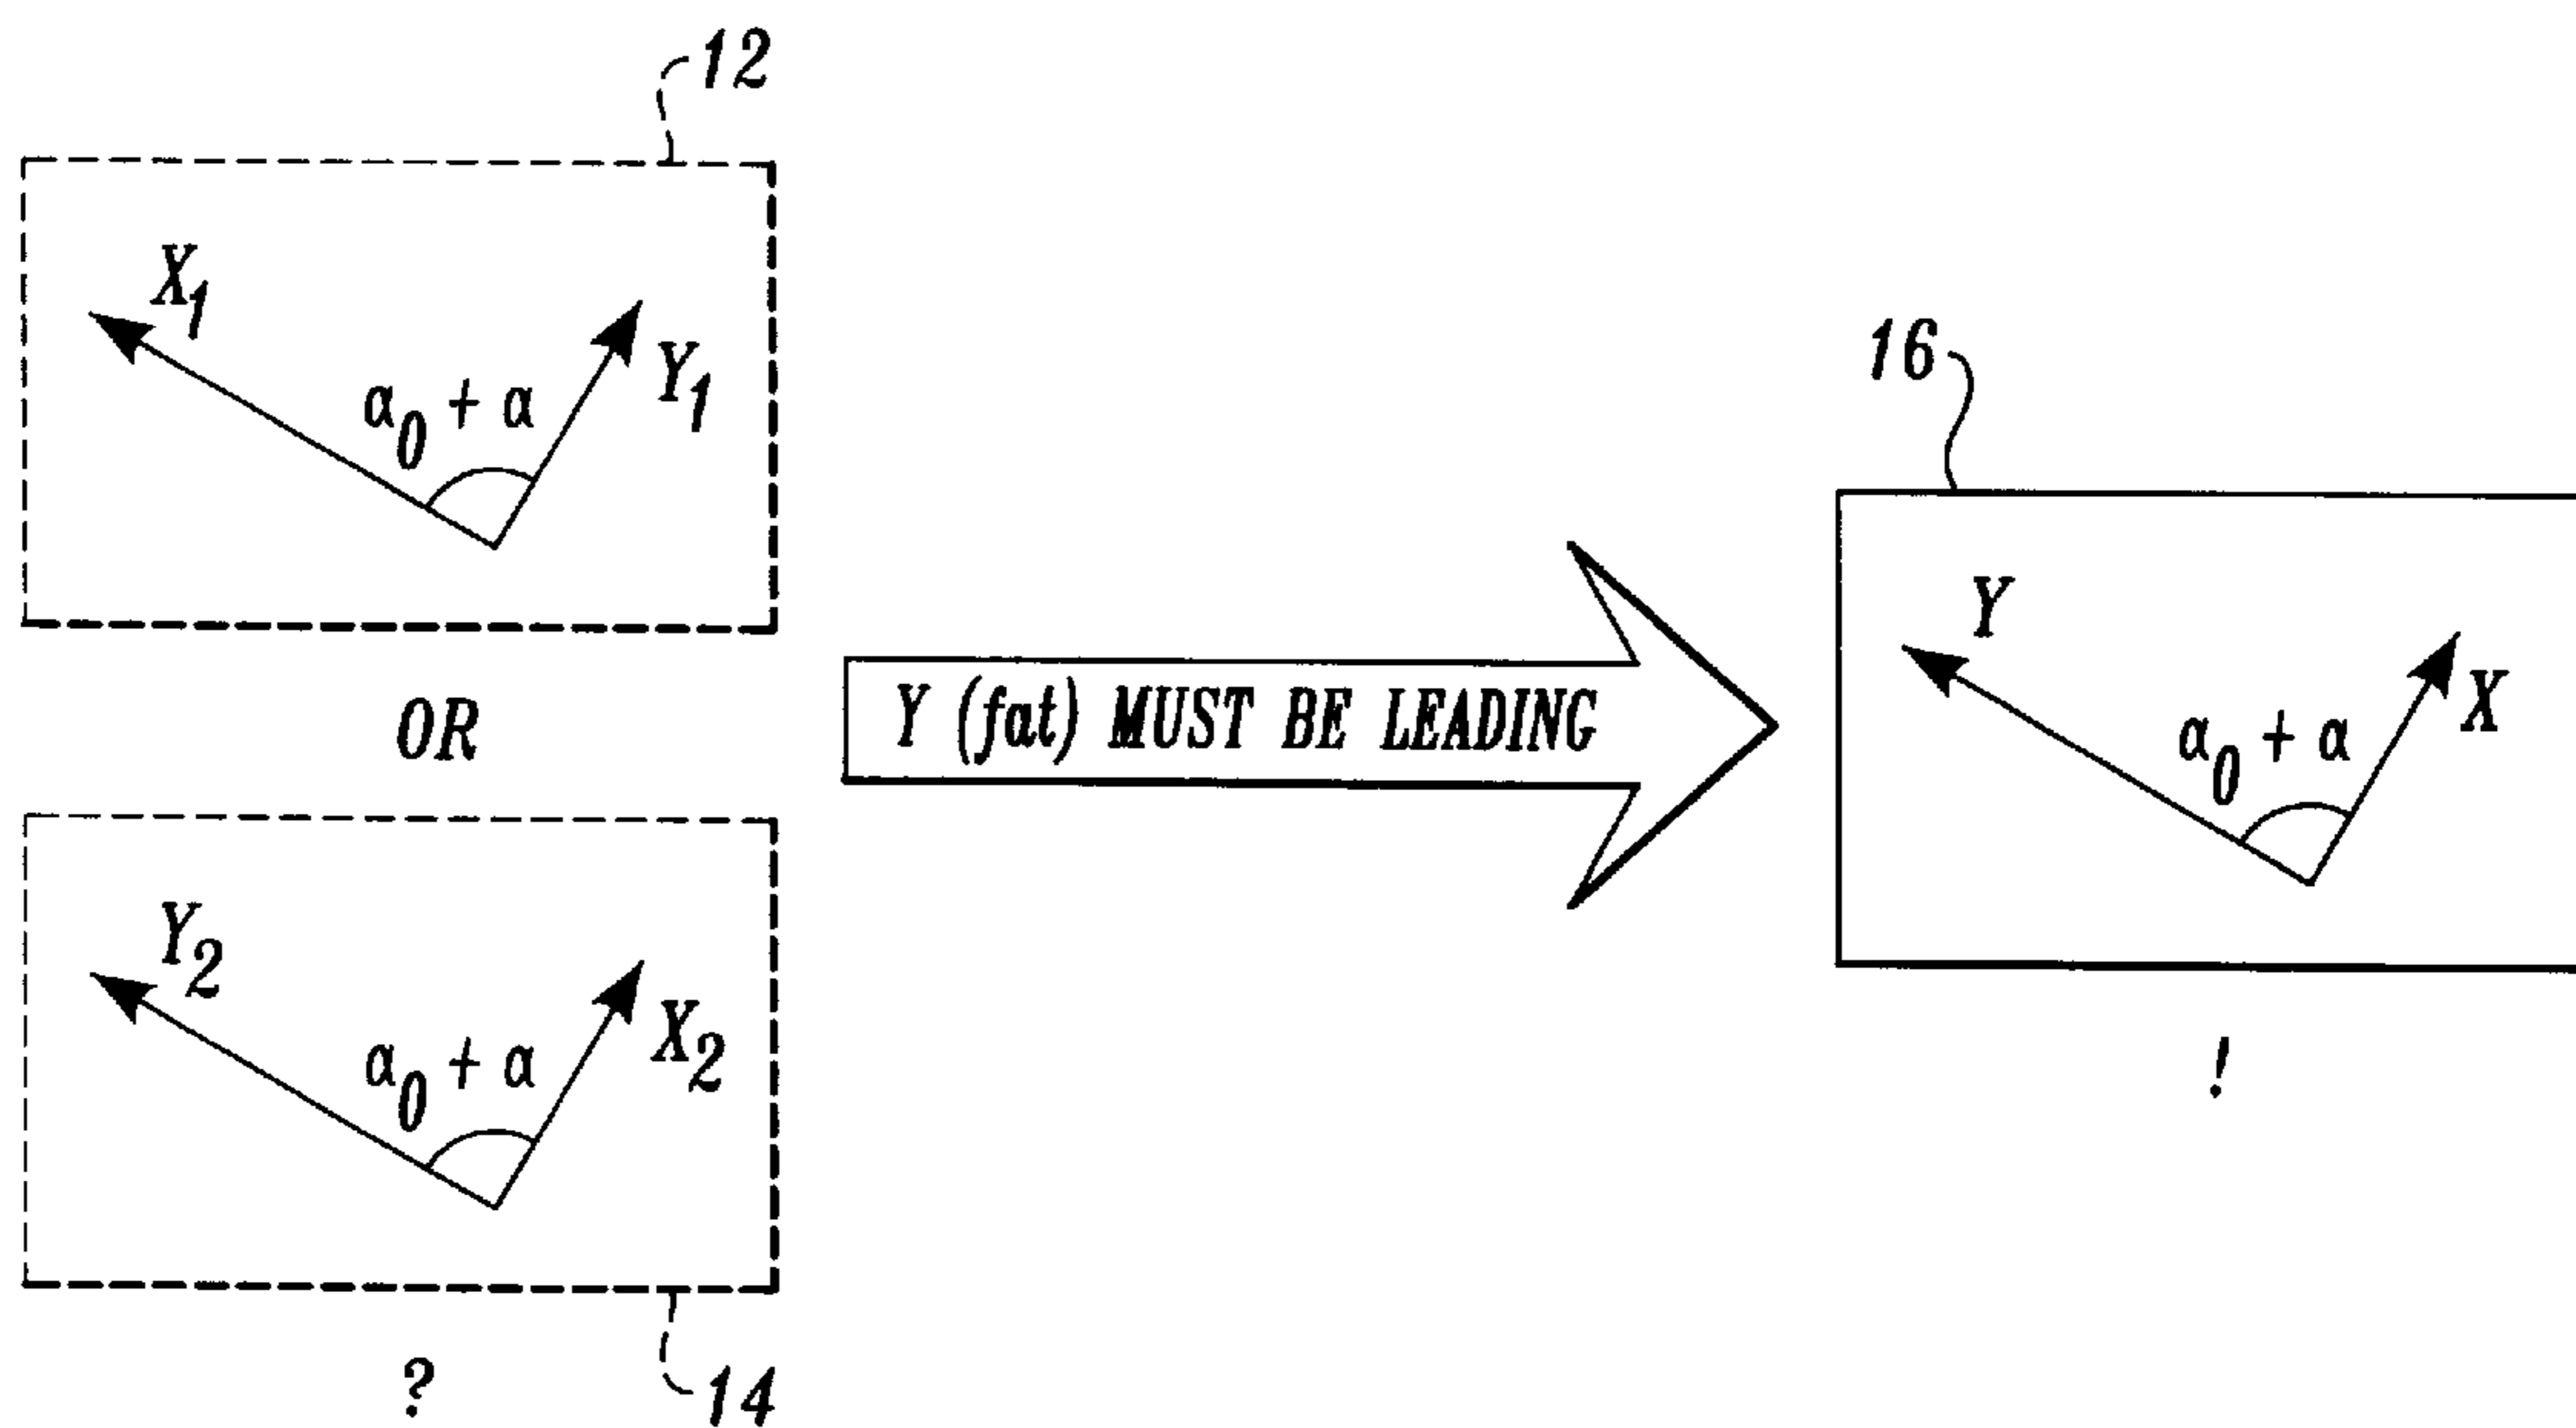 12
X₁
Y₁
α₀ + α
OR
Y (fat) MUST BE LEADING
16
Y
X
α₀ + α
!
Y₂
X₂
α₀ + α
?
14